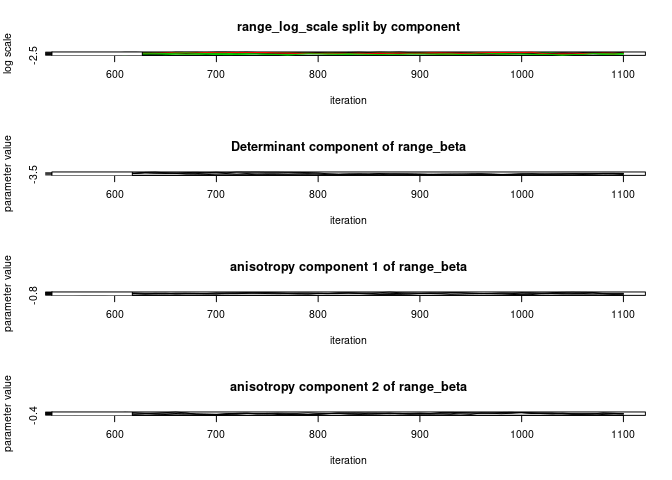 range_log_scale split by component
log scale
-2.5
600 700 800 900 1000 1100
iteration
Determinant component of range_beta
parameter value
-3.5
600 700 800 900 1000 1100
iteration
anisotropy component 1 of range_beta
parameter value
-0.8
600 700 800 900 1000 1100
iteration
anisotropy component 2 of range_beta
parameter value
-0.4
600 700 800 900 1000 1100
iteration